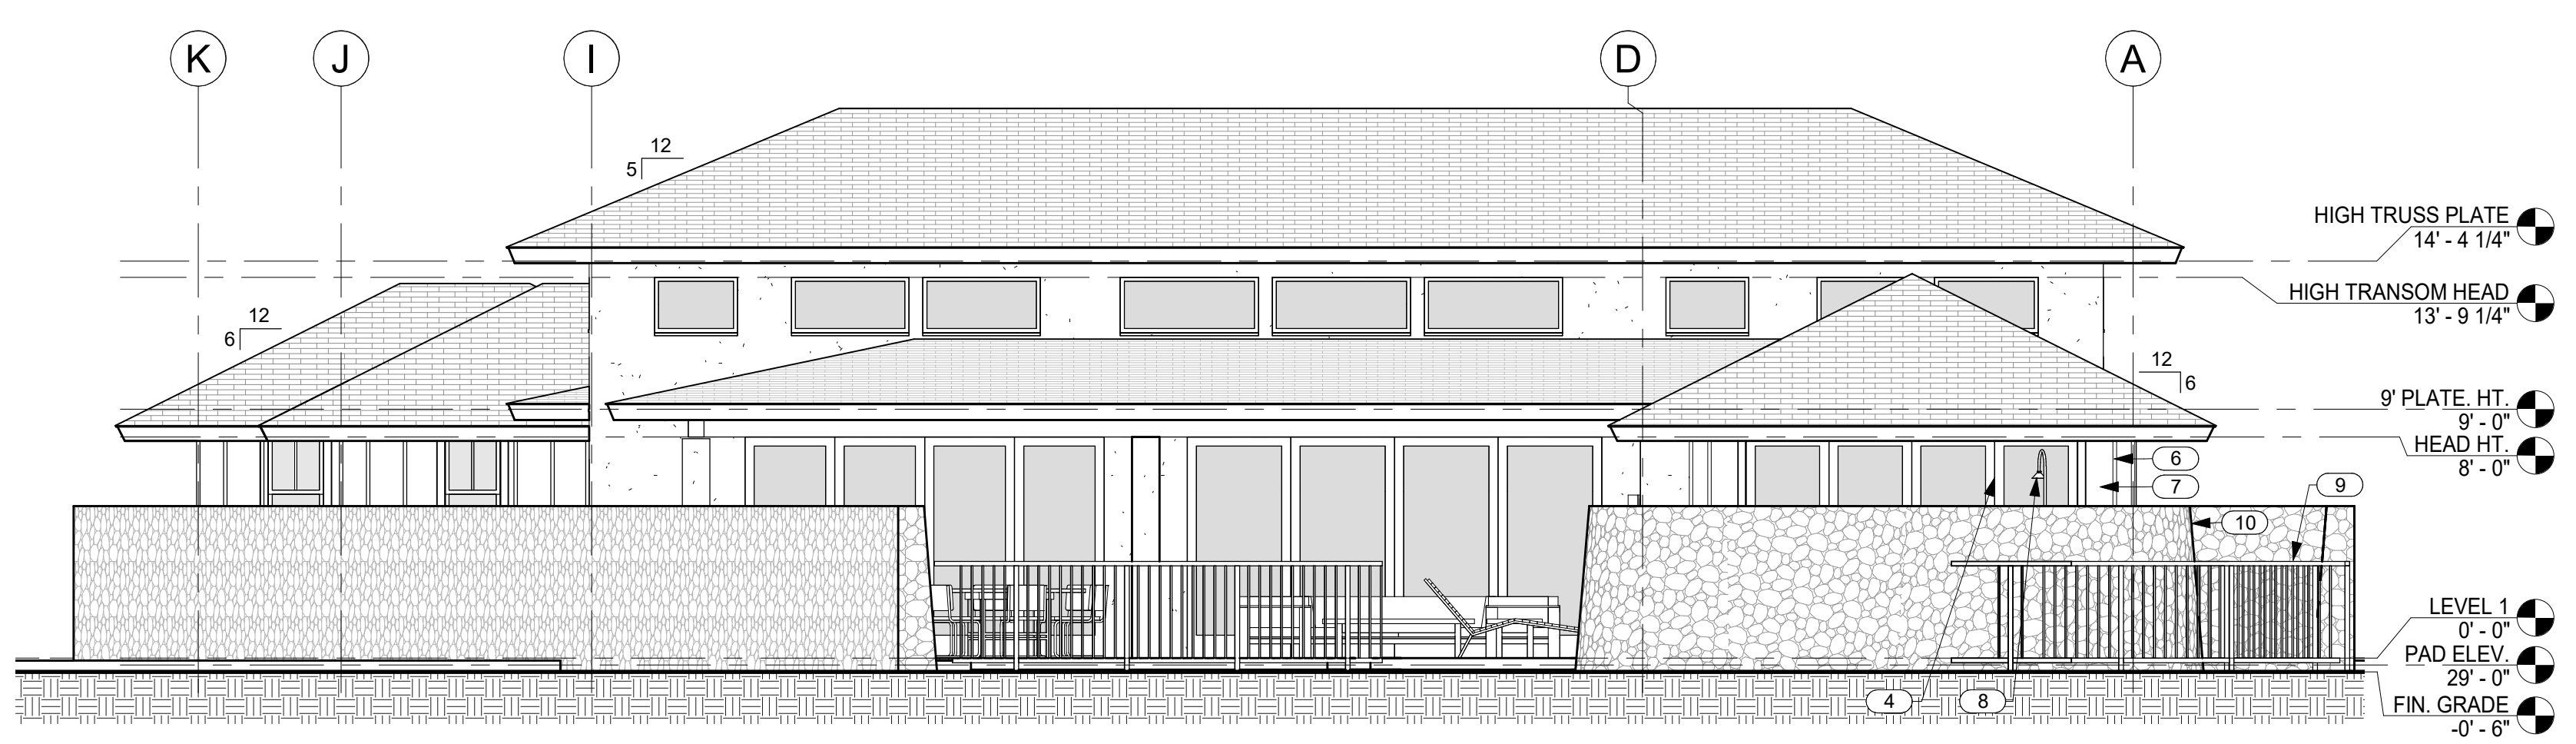 K
J
I
D
A
12
5
HIGH TRUSS PLATE
14' - 4 1/4"
HIGH TRANSOM HEAD
13' - 9 1/4"
12
6
12
6
9' PLATE. HT.
9' - 0"
HEAD HT.
8' - 0"
6
7
9
10
LEVEL 1
0' - 0"
PAD ELEV.
29' - 0"
4
8
FIN. GRADE
-0' - 6"